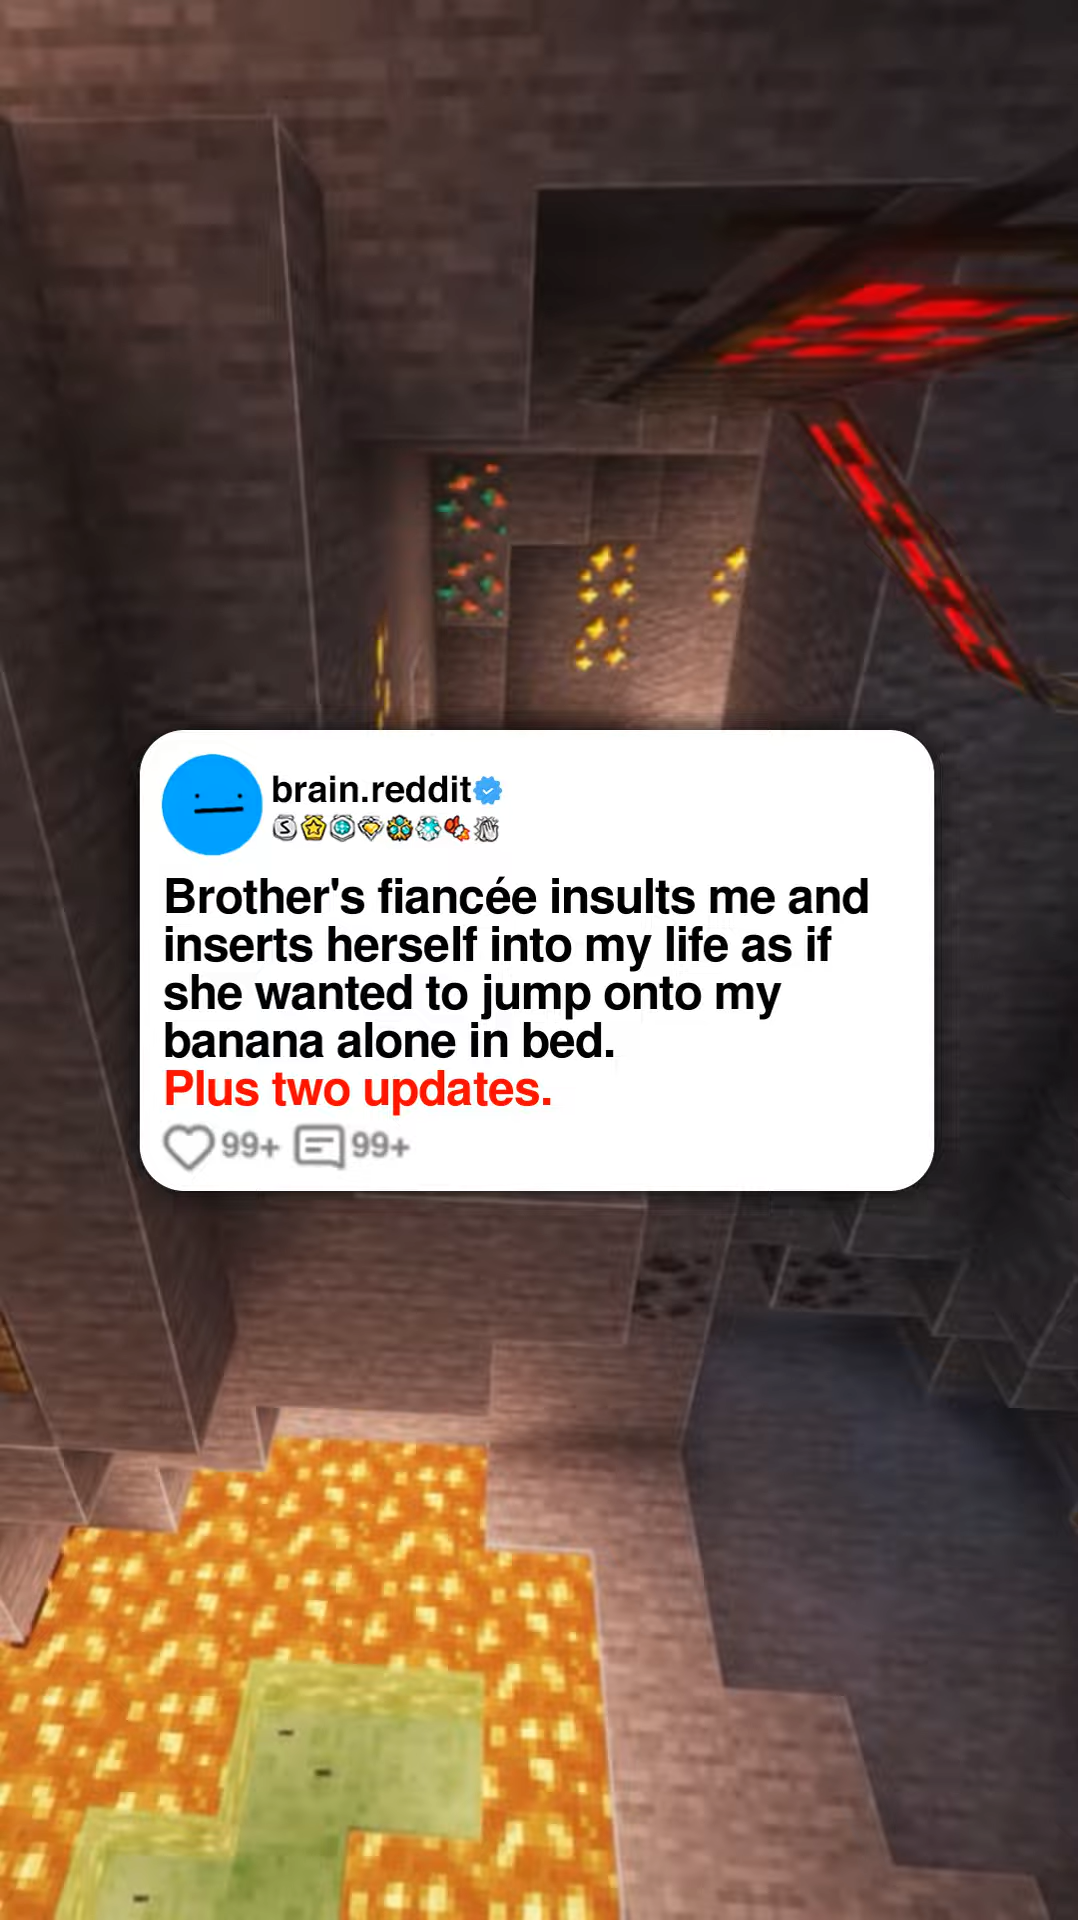 brain.reddit
Brother's fiancée insults me and
inserts herself into my life as if
she wanted to jump onto my
banana alone in bed.
Plus two updates.
99+ 99+